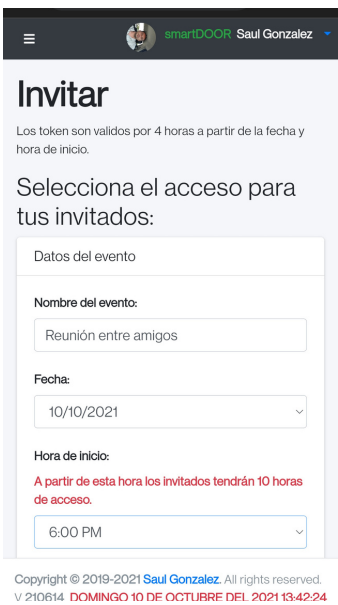 smartDOOR Saul Gonzalez
Invitar
Los token son validos por 4 horas a partir de la fecha y
hora de inicio.
Selecciona el acceso para
tus invitados:
Datos del evento
Nombre del evento:
Reunión entre amigos
Fecha:
10/10/2021
Hora de inicio:
A partir de esta hora los invitados tendrán 10 horas
de acceso.
6:00 PM
Copyright © 2019-2021 Saul Gonzalez. All rights reserved.
V 210614 DOMINGO 10 DE OCTUBRE DEL 2021 13:42:24